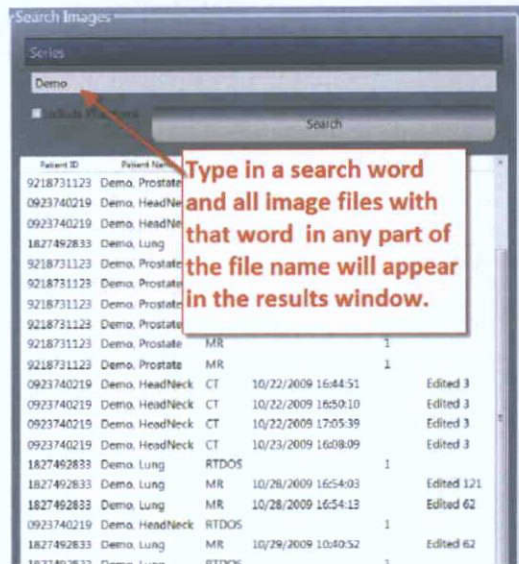 Search Images
Series
Demo
Search
Patient ID Patient Name
Type in a search word
and all image files with
that word in any part of
the file name will appear
in the results window.
9218731123 Demo, Prostate
0923740219 Demo, HeadNe
0923740219 Demo, HeadNe
1827492833 Demo, Lung
9218731123 Demo, Prostate
9218731123 Demo, Prostate
9218731123 Demo, Prostate
9218731123 Demo, Prostate
9218731123 Demo, Prostate MR 1
9218731123 Demo, Prostate MR 1
0923740219 Demo, HeadNeck CT 10/22/2009 16:44:51 Edited 3
0923740219 Demo, HeadNeck CT 10/22/2009 16:50:10 Edited 3
0923740219 Demo, HeadNeck CT 10/22/2009 17:05:39 Edited 3
0923740219 Demo, HeadNeck CT 10/23/2009 16:08:09 Edited 3
1827492833 Demo, Lung RTDOS 1
1827492833 Demo, Lung MR 10/28/2009 16:54:03 Edited 121
1827492833 Demo, Lung MR 10/28/2009 16:54:13 Edited 62
0923740219 Demo, HeadNeck RTDOS 1
1827492833 Demo, Lung MR 10/29/2009 10:40:52 Edited 62
1827492833 Demo, Lung RTDOS 1